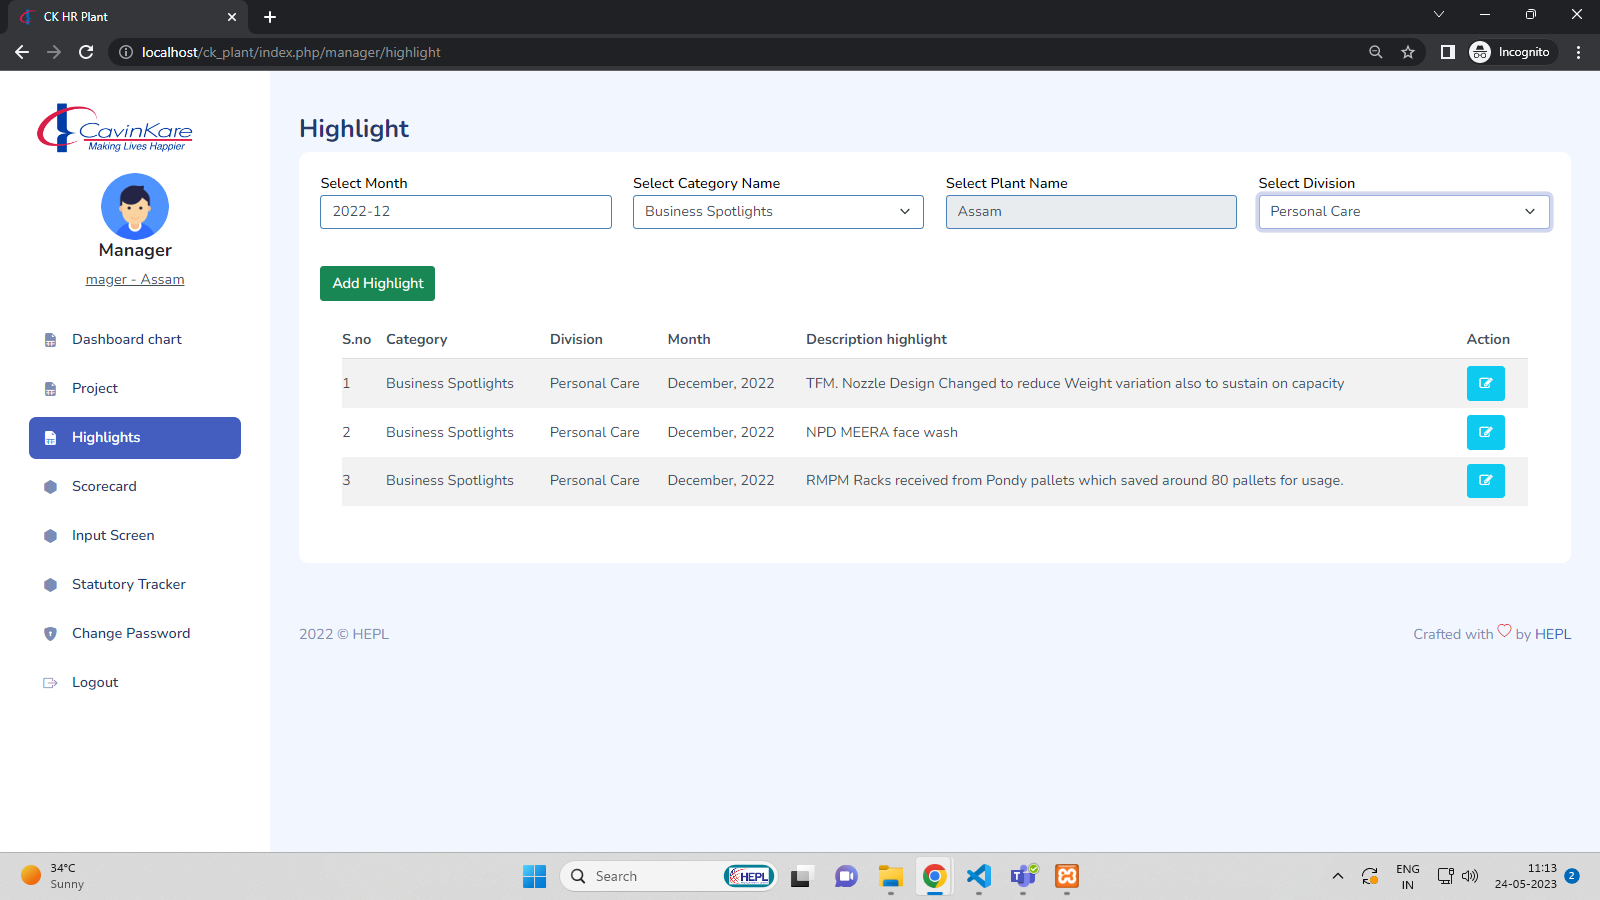 CK HR Plant
localhost/ck_plant/index.php/manager/highlight
Incognito
CavinKare
Making Lives Happier
Manager
mager - Assam
Dashboard chart
Project
Highlights
Scorecard
Input Screen
Statutory Tracker
Change Password
Logout
Highlight
Select Month Select Category Name Select Plant Name Select Division
2022-12 Business Spotlights Assam Personal Care
Add Highlight
S.no Category Division Month Description highlight Action
1 Business Spotlights Personal Care December, 2022 TFM. Nozzle Design Changed to reduce Weight variation also to sustain on capacity
2 Business Spotlights Personal Care December, 2022 NPD MEERA face wash
3 Business Spotlights Personal Care December, 2022 RMPM Racks received from Pondy pallets which saved around 80 pallets for usage.
2022 © HEPL Crafted with by HEPL
34°C
Sunny
Search HEPL
ENG
IN
11:13
24-05-2023
2